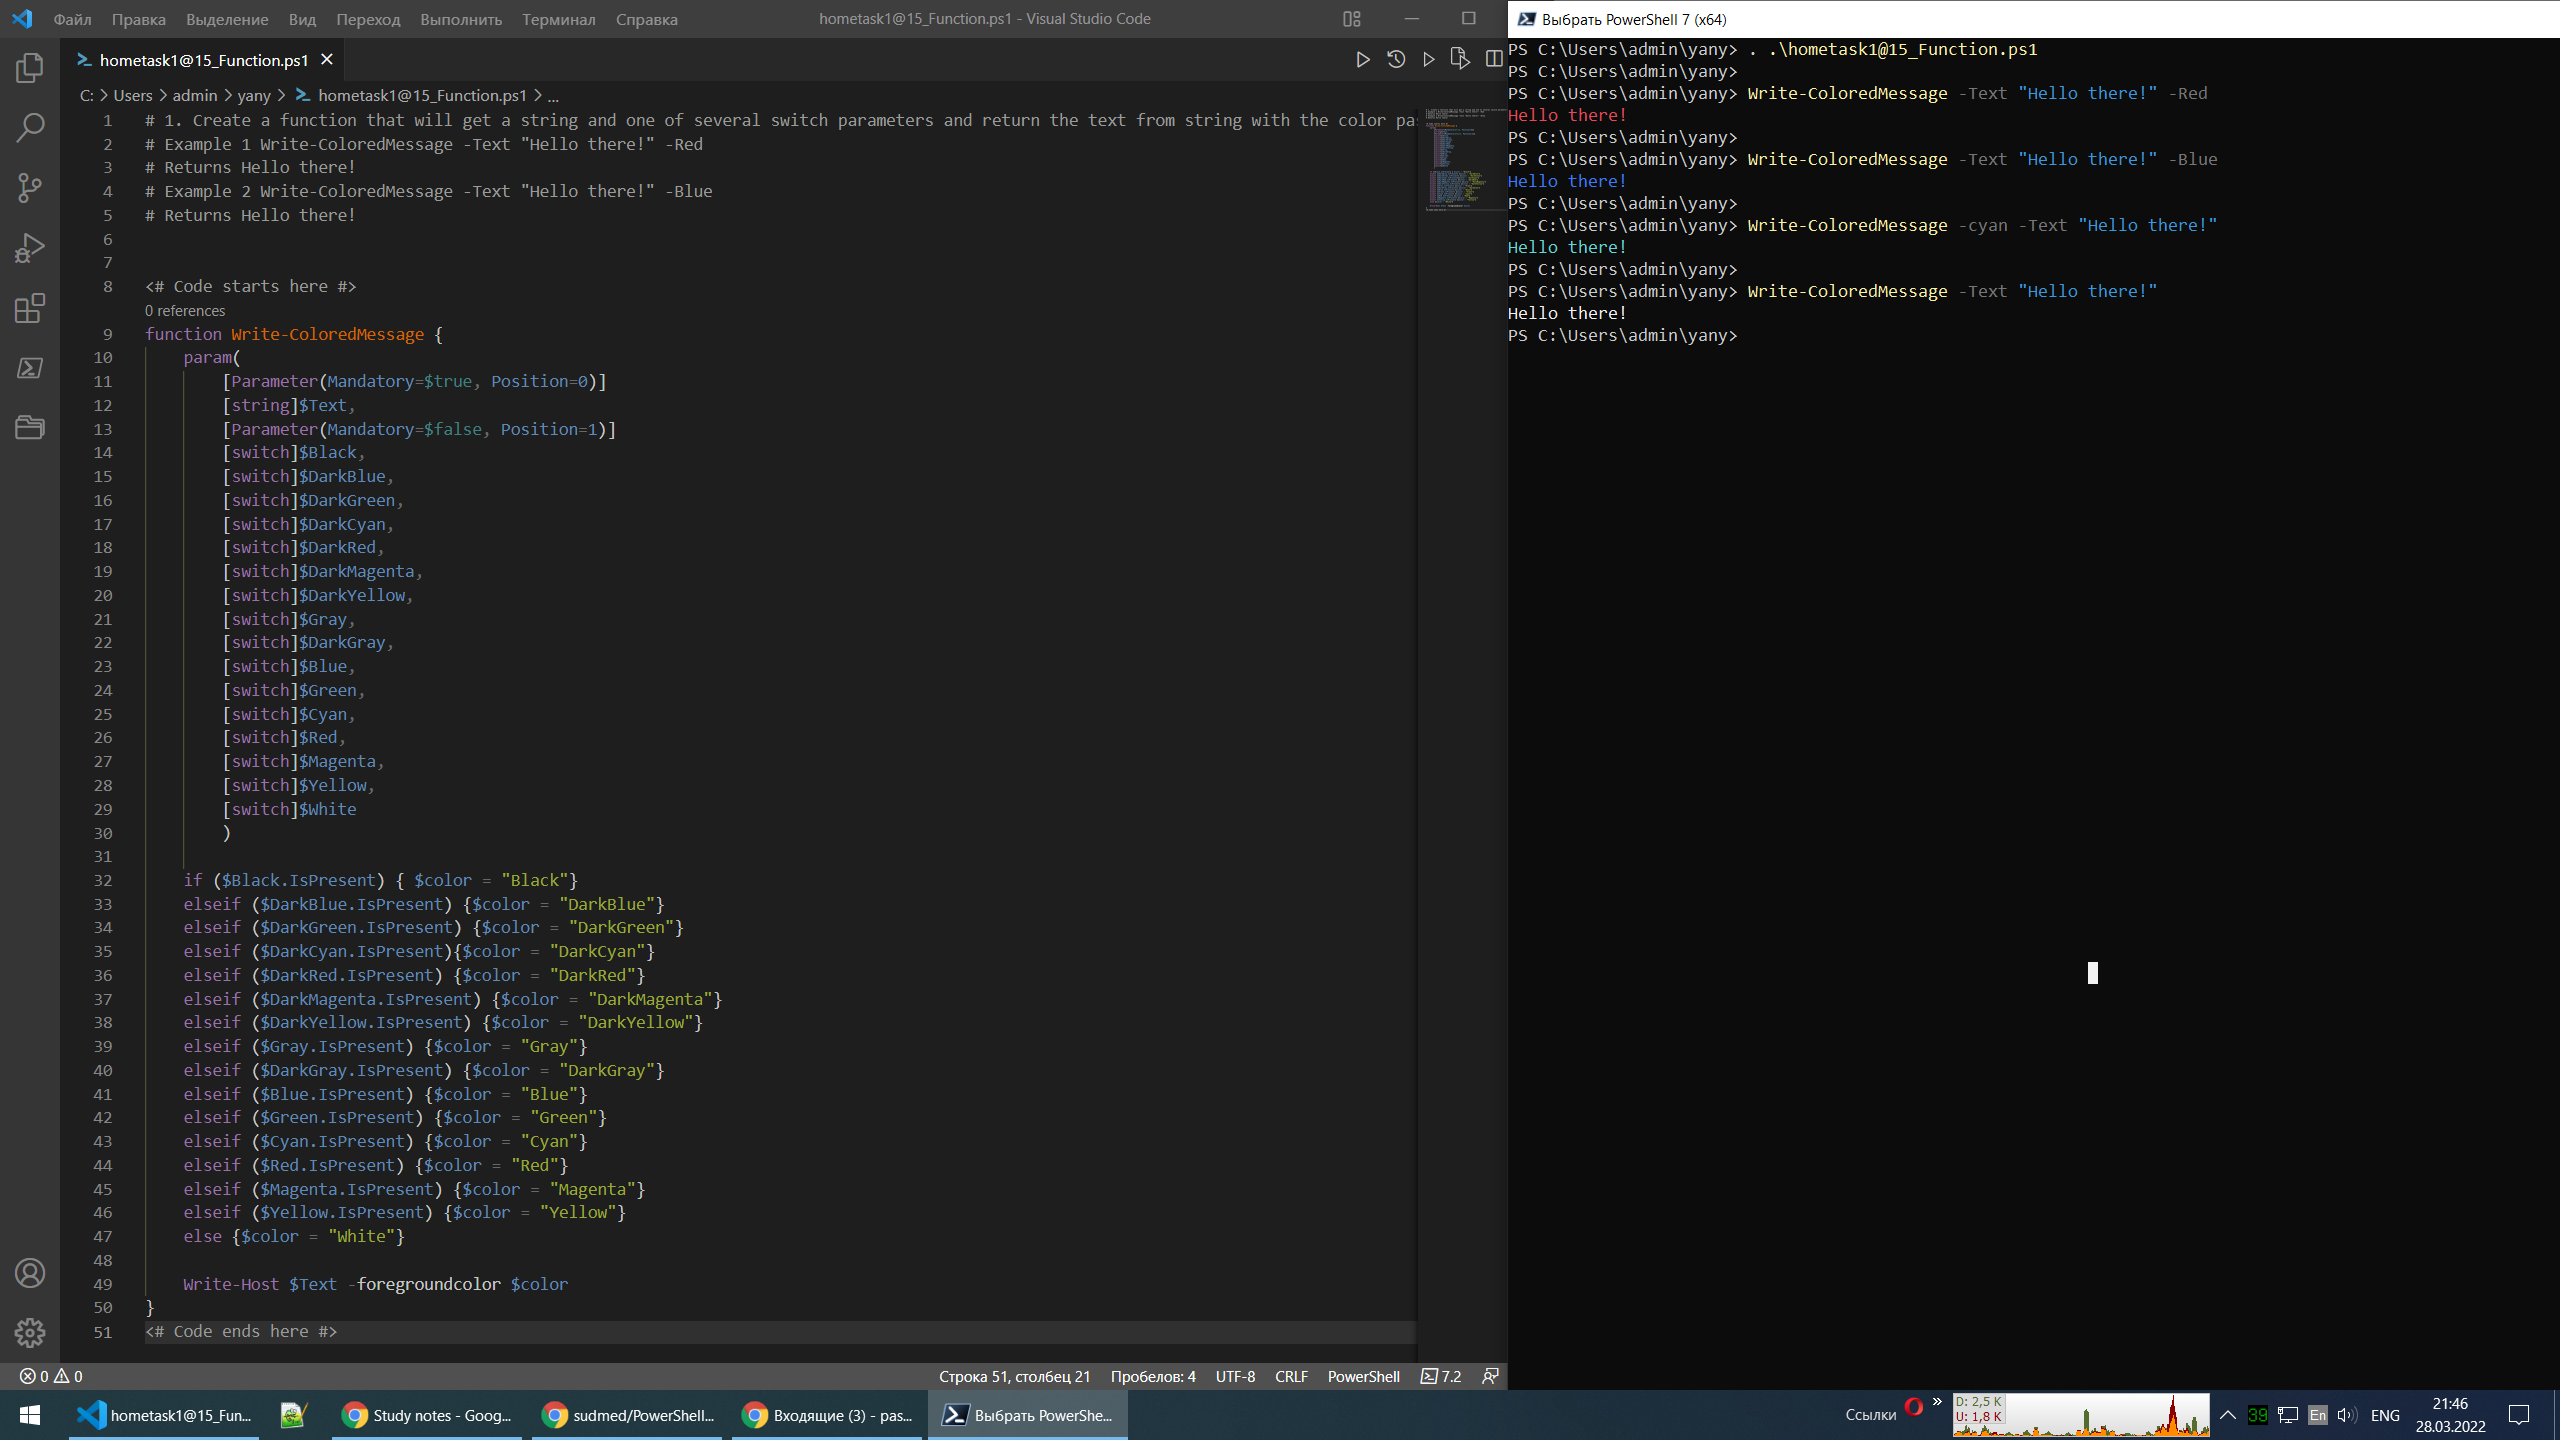 Файл Правка Выделение Вид Переход Выполнить Терминал Справка
hometask1@15_Function.ps1 - Visual Studio Code
hometask1@15_Function.ps1
C: > Users > admin > yany > hometask1@15_Function.ps1 > ...
1 # 1. Create a function that will get a string and one of several switch parameters and return the text from string with the color pas
2 # Example 1 Write-ColoredMessage -Text "Hello there!" -Red
3 # Returns Hello there!
4 # Example 2 Write-ColoredMessage -Text "Hello there!" -Blue
5 # Returns Hello there!
6
7
8 <# Code starts here #>
0 references
9 function Write-ColoredMessage {
10 param(
11 [Parameter(Mandatory=$true, Position=0)]
12 [string]$Text,
13 [Parameter(Mandatory=$false, Position=1)]
14 [switch]$Black,
15 [switch]$DarkBlue,
16 [switch]$DarkGreen,
17 [switch]$DarkCyan,
18 [switch]$DarkRed,
19 [switch]$DarkMagenta,
20 [switch]$DarkYellow,
21 [switch]$Gray,
22 [switch]$DarkGray,
23 [switch]$Blue,
24 [switch]$Green,
25 [switch]$Cyan,
26 [switch]$Red,
27 [switch]$Magenta,
28 [switch]$Yellow,
29 [switch]$White
30 )
31
32 if ($Black.IsPresent) { $color = "Black"}
33 elseif ($DarkBlue.IsPresent) {$color = "DarkBlue"}
34 elseif ($DarkGreen.IsPresent) {$color = "DarkGreen"}
35 elseif ($DarkCyan.IsPresent){$color = "DarkCyan"}
36 elseif ($DarkRed.IsPresent) {$color = "DarkRed"}
37 elseif ($DarkMagenta.IsPresent) {$color = "DarkMagenta"}
38 elseif ($DarkYellow.IsPresent) {$color = "DarkYellow"}
39 elseif ($Gray.IsPresent) {$color = "Gray"}
40 elseif ($DarkGray.IsPresent) {$color = "DarkGray"}
41 elseif ($Blue.IsPresent) {$color = "Blue"}
42 elseif ($Green.IsPresent) {$color = "Green"}
43 elseif ($Cyan.IsPresent) {$color = "Cyan"}
44 elseif ($Red.IsPresent) {$color = "Red"}
45 elseif ($Magenta.IsPresent) {$color = "Magenta"}
46 elseif ($Yellow.IsPresent) {$color = "Yellow"}
47 else {$color = "White"}
48
49 Write-Host $Text -foregroundcolor $color
50 }
51 <# Code ends here #>
0 0
Строка 51, столбец 21 Пробелов: 4 UTF-8 CRLF PowerShell 7.2
Выбрать PowerShell 7 (x64)
PS C:\Users\admin\yany> . .\hometask1@15_Function.ps1
PS C:\Users\admin\yany>
PS C:\Users\admin\yany> Write-ColoredMessage -Text "Hello there!" -Red
Hello there!
PS C:\Users\admin\yany>
PS C:\Users\admin\yany> Write-ColoredMessage -Text "Hello there!" -Blue
Hello there!
PS C:\Users\admin\yany>
PS C:\Users\admin\yany> Write-ColoredMessage -cyan -Text "Hello there!"
Hello there!
PS C:\Users\admin\yany>
PS C:\Users\admin\yany> Write-ColoredMessage -Text "Hello there!"
Hello there!
PS C:\Users\admin\yany>
hometask1@15_Fun...
Study notes - Goog...
sudmed/PowerShell...
Входящие (3) - pas...
Выбрать PowerShe...
Ссылки »
D: 2,5 K
U: 1,8 K
39
En
ENG
21:46
28.03.2022